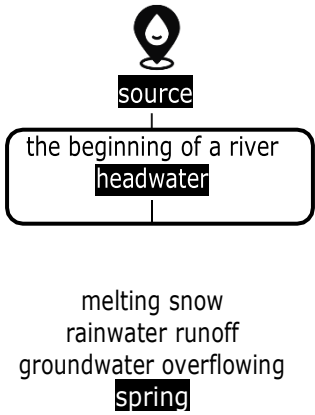 source
the beginning of a river
headwater
melting snow
rainwater runoff
groundwater overflowing
spring